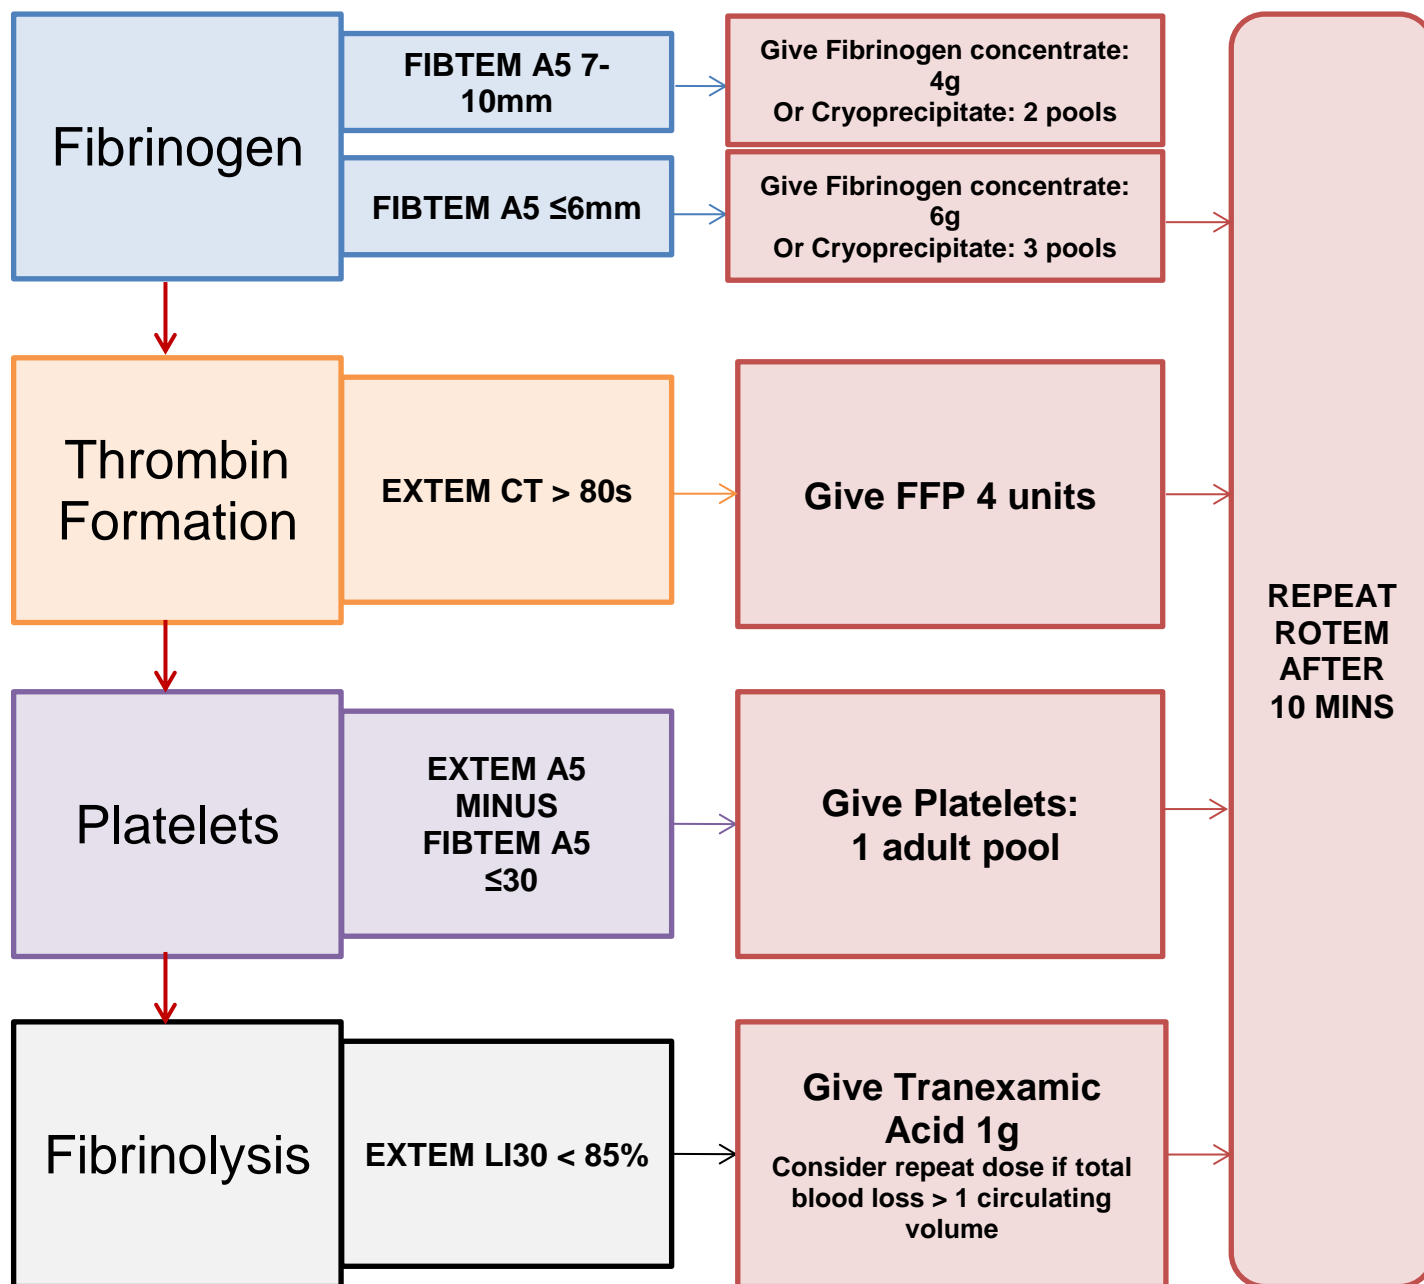 Fibrinogen
FIBTEM A5 7-
10mm
Give Fibrinogen concentrate:
4g
Or Cryoprecipitate: 2 pools
FIBTEM A5 ≤6mm
Give Fibrinogen concentrate:
6g
Or Cryoprecipitate: 3 pools
Thrombin
Formation
EXTEM CT > 80s
Give FFP 4 units
Platelets
EXTEM A5
MINUS
FIBTEM A5
≤30
Give Platelets:
1 adult pool
Fibrinolysis
EXTEM LI30 < 85%
Give Tranexamic
Acid 1g
Consider repeat dose if total
blood loss > 1 circulating
volume
REPEAT
ROTEM
AFTER
10 MINS